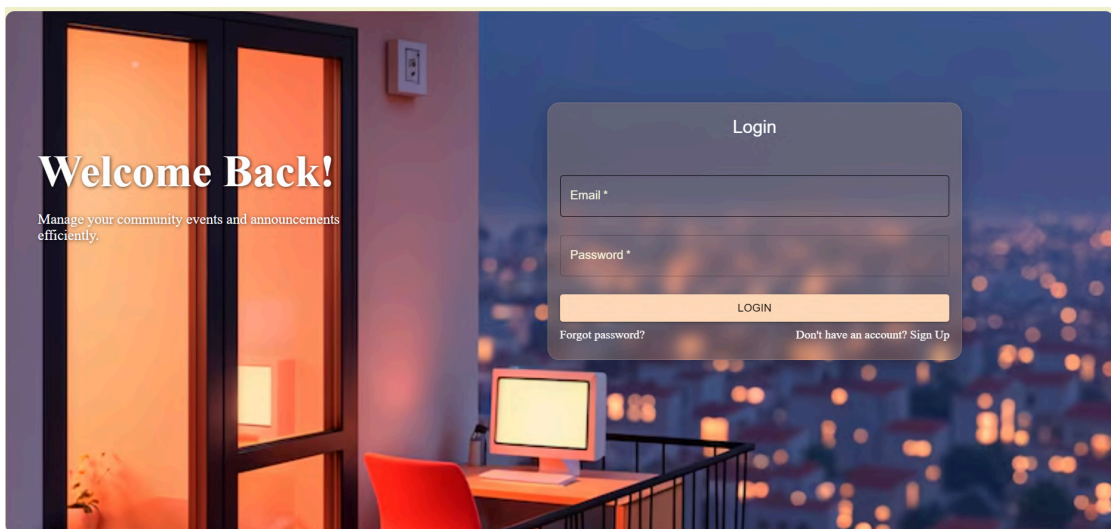 Welcome Back!
Manage your community events and announcements
efficiently.
Login
Email *
Password *
LOGIN
Forgot password?
Don't have an account? Sign Up